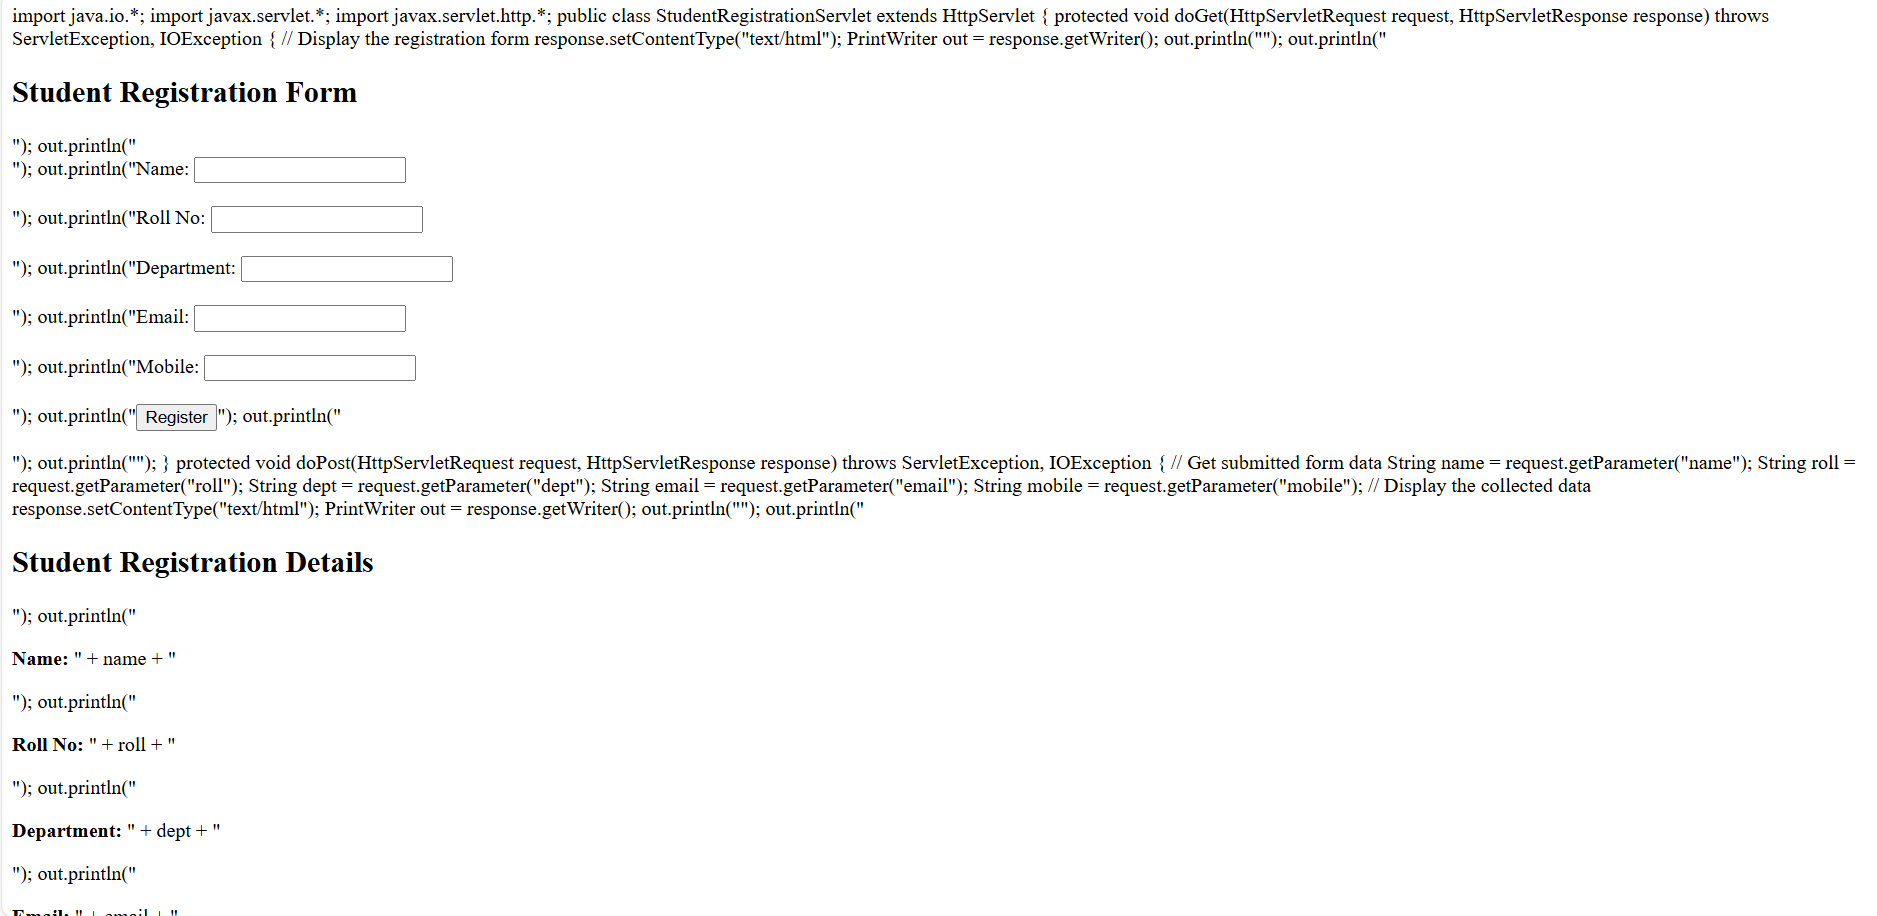 import java.io.*; import javax.servlet.*; import javax.servlet.http.*; public class StudentRegistrationServlet extends HttpServlet { protected void doGet(HttpServletRequest request, HttpServletResponse response) throws
ServletException, IOException { // Display the registration form response.setContentType("text/html"); PrintWriter out = response.getWriter(); out.println(""); out.println("
Student Registration Form
"); out.println("
"); out.println("Name:
"); out.println("Roll No:
"); out.println("Department:
"); out.println("Email:
"); out.println("Mobile:
"); out.println("Register"); out.println("
"); out.println(""); } protected void doPost(HttpServletRequest request, HttpServletResponse response) throws ServletException, IOException { // Get submitted form data String name = request.getParameter("name"); String roll =
request.getParameter("roll"); String dept = request.getParameter("dept"); String email = request.getParameter("email"); String mobile = request.getParameter("mobile"); // Display the collected data
response.setContentType("text/html"); PrintWriter out = response.getWriter(); out.println(""); out.println("
Student Registration Details
"); out.println("
Name: " + name + "
"); out.println("
Roll No: " + roll + "
"); out.println("
Department: " + dept + "
"); out.println("
Email: " + email + "